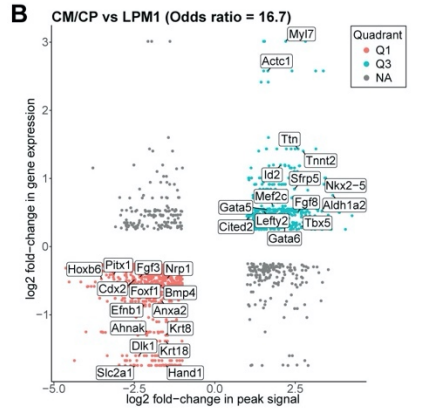 B
CM/CP vs LPM1 (Odds ratio = 16.7)
Quadrant
Q1
Q3
NA
log2 fold-change in gene expression
3
2
1
0
−1
Myl7
Actc1
Ttn
Tnnt2
Id2
Sfrp5
Nkx2−5
Mef2c
Gata5
Fgf8
Aldh1a2
Cited2
Lefty2
Tbx5
Gata6
Hoxb6
Pitx1
Fgf3
Nrp1
Cdx2
Foxf1
Bmp4
Efnb1
Anxa2
Ahnak
Krt8
Dlk1
Krt18
Slc2a1
Hand1
−5.0
−2.5
0.0
2.5
log2 fold-change in peak signal